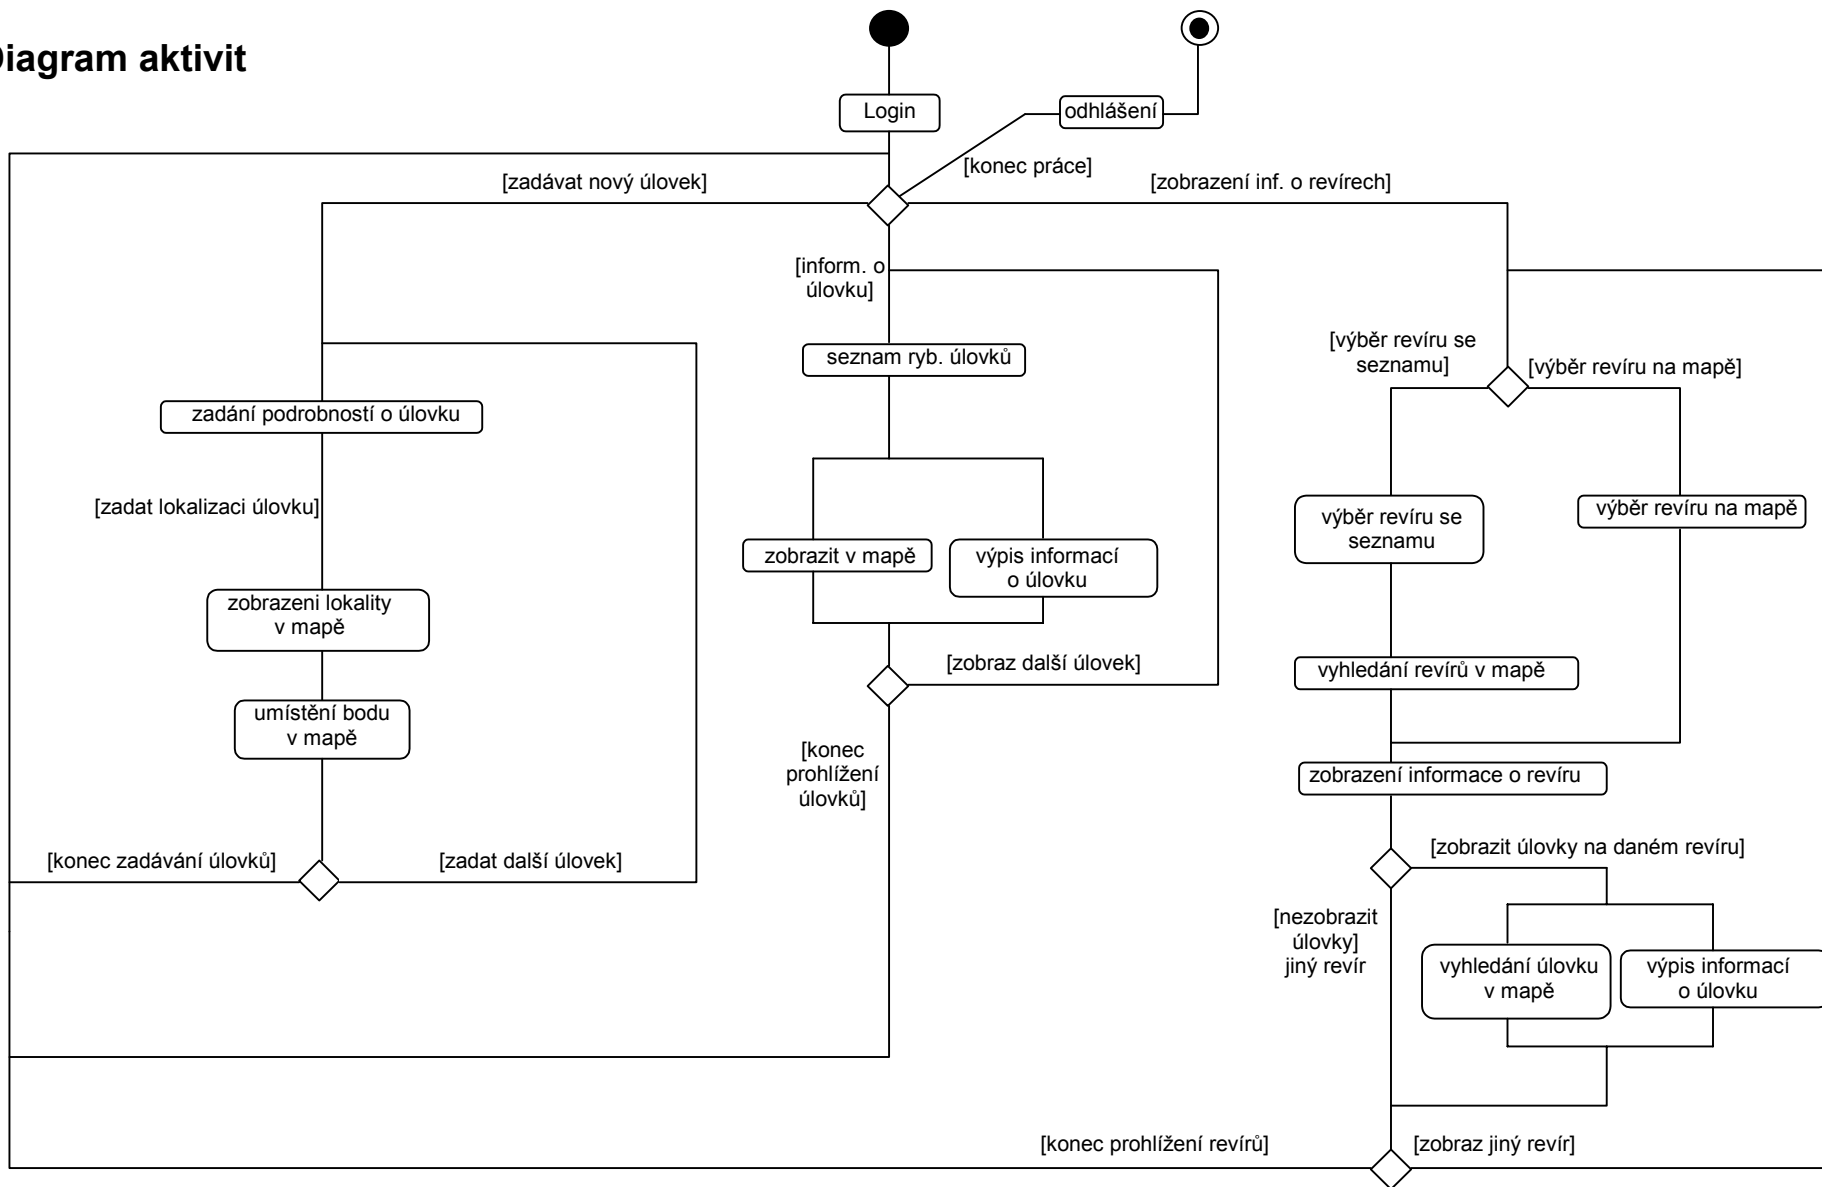 iagram aktivit
Login
odhlášení
[konec práce]
[zadávat nový úlovek]
[zobrazení inf. o revírech]
[inform. o
úlovku]
seznam ryb. úlovků
[výběr revíru se
seznamu]
[výběr revíru na mapě]
zadání podrobností o úlovku
[zadat lokalizaci úlovku]
výběr revíru se
seznamu
výběr revíru na mapě
zobrazit v mapě
výpis informací
o úlovku
zobrazeni lokality
v mapě
[zobraz další úlovek]
vyhledání revírů v mapě
umístění bodu
v mapě
[konec
prohlížení
úlovků]
zobrazení informace o revíru
[konec zadávání úlovků]
[zadat další úlovek]
[zobrazit úlovky na daném revíru]
[nezobrazit
úlovky]
jiný revír
vyhledání úlovku
v mapě
výpis informací
o úlovku
[konec prohlížení revírů]
[zobraz jiný revír]